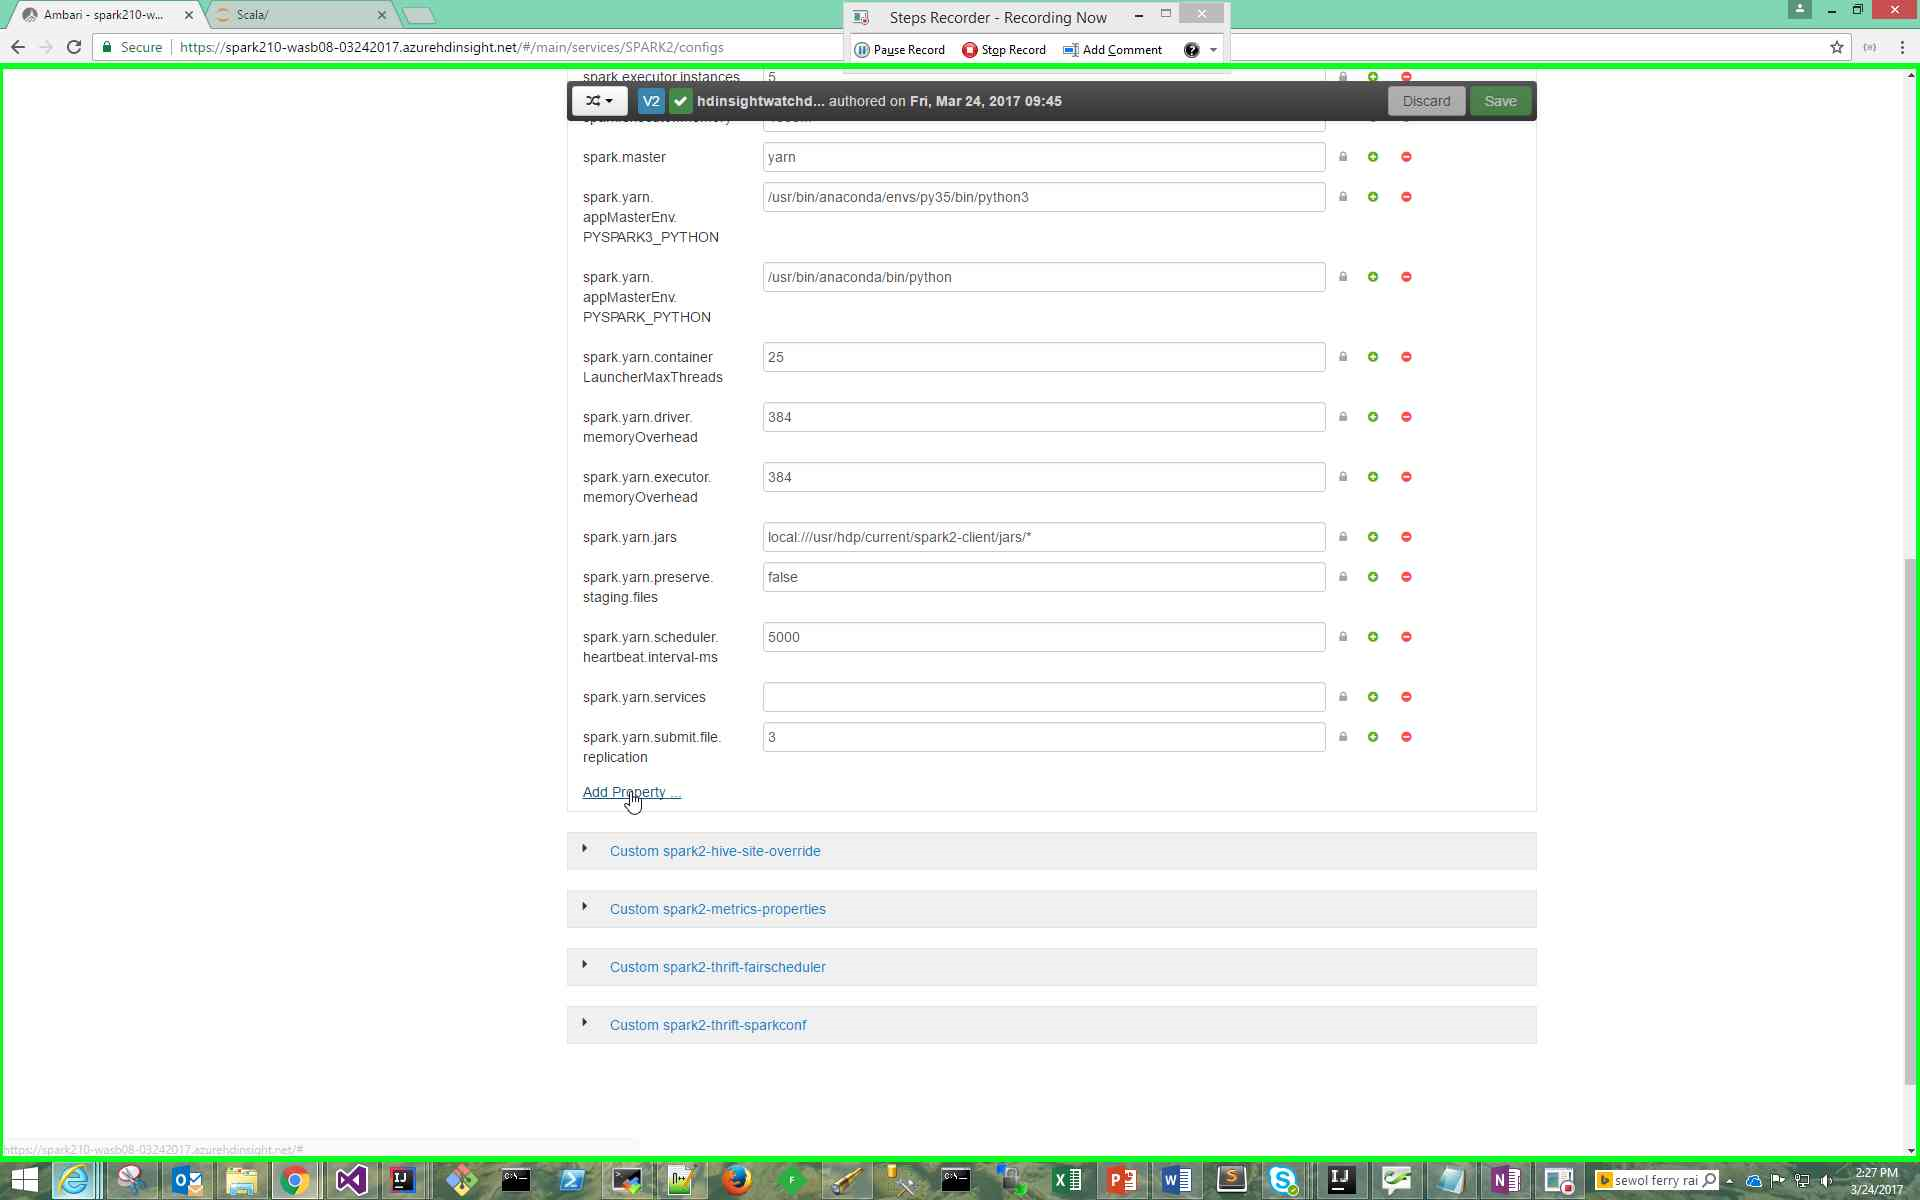 Ambari - spark210-w...
Scala/
Steps Recorder - Recording Now
Pause Record
Stop Record
Add Comment
Secure
https://spark210-wasb08-03242017.azurehdinsight.net/#/main/services/SPARK2/configs
spark.executor.instances
5
V2
hdinsightwatchd... authored on Fri, Mar 24, 2017 09:45
Discard
Save
spark.master
yarn
spark.yarn.
appMasterEnv.
PYSPARK3_PYTHON
/usr/bin/anaconda/envs/py35/bin/python3
spark.yarn.
appMasterEnv.
PYSPARK_PYTHON
/usr/bin/anaconda/bin/python
spark.yarn.container
LauncherMaxThreads
25
spark.yarn.driver.
memoryOverhead
384
spark.yarn.executor.
memoryOverhead
384
spark.yarn.jars
local:///usr/hdp/current/spark2-client/jars/*
spark.yarn.preserve.
staging.files
false
spark.yarn.scheduler.
heartbeat.interval-ms
5000
spark.yarn.services
spark.yarn.submit.file.
replication
3
Add Property ...
Custom spark2-hive-site-override
Custom spark2-metrics-properties
Custom spark2-thrift-fairscheduler
Custom spark2-thrift-sparkconf
https://spark210-wasb08-03242017.azurehdinsight.net/#
sewol ferry rai
2:27 PM
3/24/2017